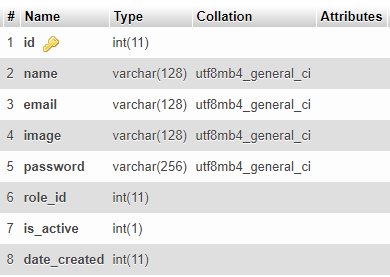 # Name Type Collation Attributes
1 id int(11)
2 name varchar(128) utf8mb4_general_ci
3 email varchar(128) utf8mb4_general_ci
4 image varchar(128) utf8mb4_general_ci
5 password varchar(256) utf8mb4_general_ci
6 role_id int(11)
7 is_active int(1)
8 date_created int(11)